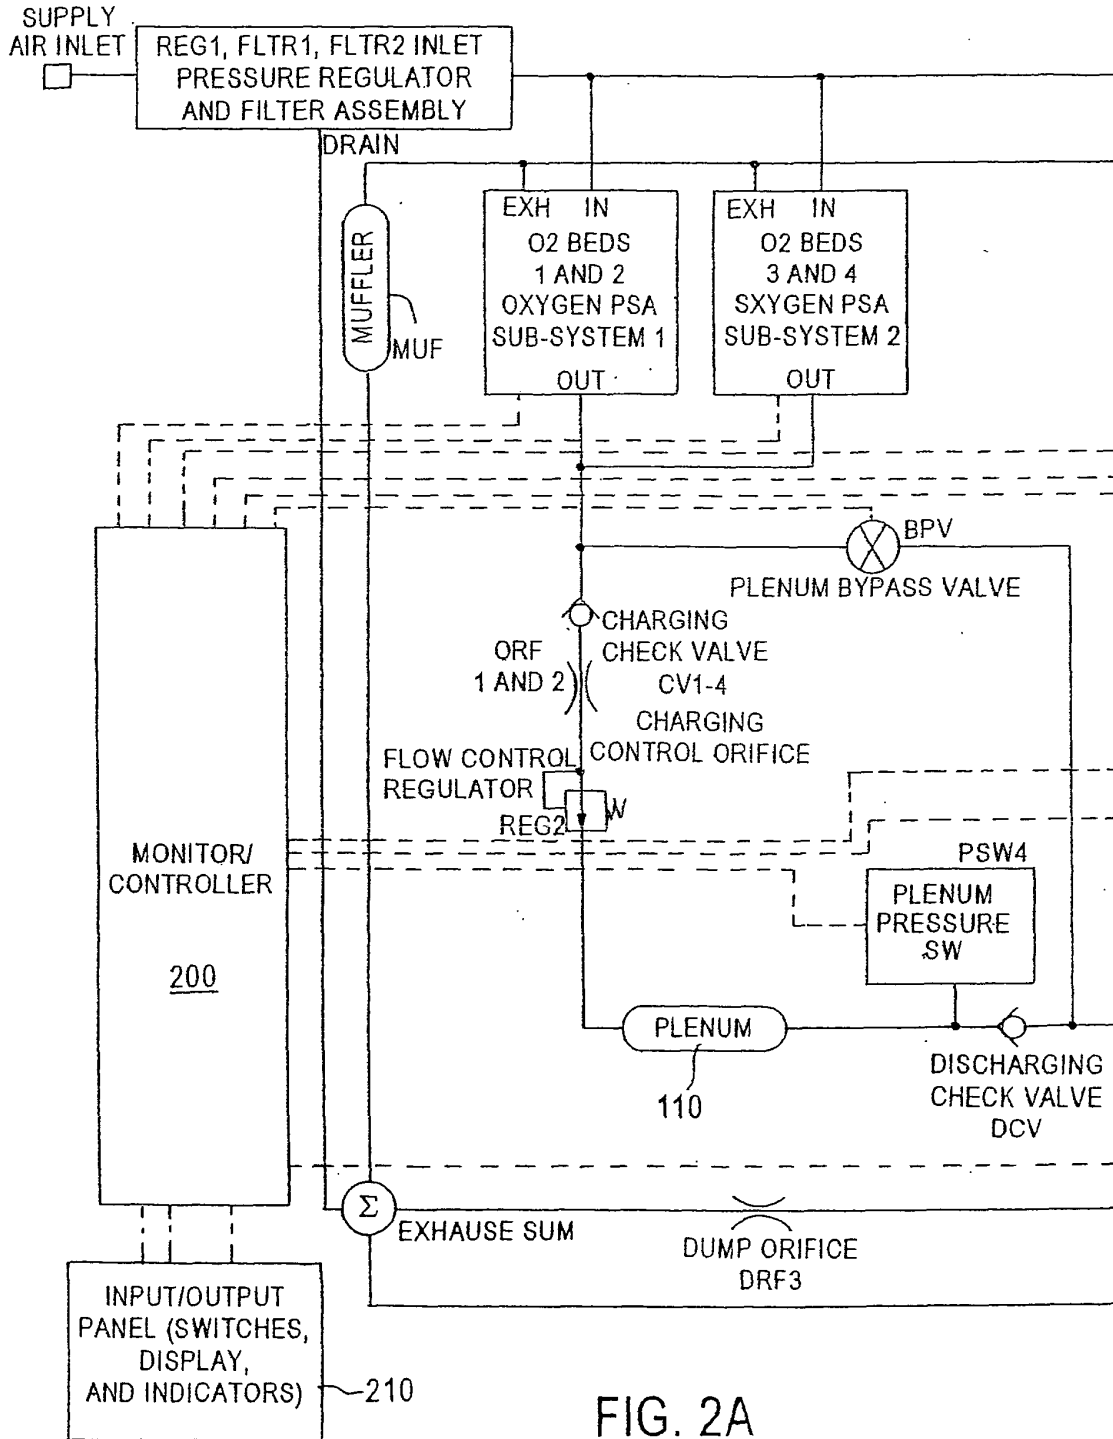 SUPPLY
AIR INLET
REG1, FLTR1, FLTR2 INLET
PRESSURE REGULATOR
AND FILTER ASSEMBLY
DRAIN
MUFFLER
MUF
EXH IN
O2 BEDS
1 AND 2
OXYGEN PSA
SUB-SYSTEM 1
OUT
EXH IN
O2 BEDS
3 AND 4
SXYGEN PSA
SUB-SYSTEM 2
OUT
BPV
PLENUM BYPASS VALVE
CHARGING
CHECK VALVE
CV1-4
ORF
1 AND 2
CHARGING
CONTROL ORIFICE
FLOW CONTROL
REGULATOR
REG2
MONITOR/
CONTROLLER
200
PSW4
PLENUM
PRESSURE
SW
PLENUM
110
DISCHARGING
CHECK VALVE
DCV
Σ
EXHAUSE SUM
DUMP ORIFICE
DRF3
INPUT/OUTPUT
PANEL (SWITCHES,
DISPLAY,
AND INDICATORS)
210
FIG. 2A